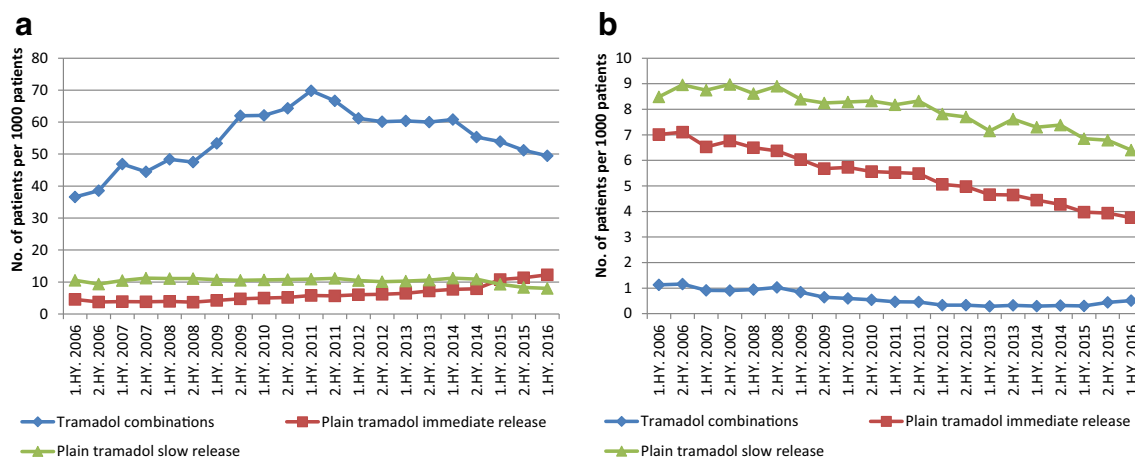 a
No. of patients per 1000 patients
80
70
60
50
40
30
20
10
0
1.HY. 2006
2.HY. 2006
1.HY. 2007
2.HY. 2007
1.HY. 2008
2.HY. 2008
1.HY. 2009
2.HY. 2009
1.HY. 2010
2.HY. 2010
1.HY. 2011
2.HY. 2011
1.HY. 2012
2.HY. 2012
1.HY. 2013
2.HY. 2013
1.HY. 2014
2.HY. 2014
1.HY. 2015
2.HY. 2015
1.HY. 2016
Tramadol combinations
Plain tramadol immediate release
Plain tramadol slow release
b
No. of patients per 1000 patients
10
9
8
7
6
5
4
3
2
1
0
1.HY. 2006
2.HY. 2006
1.HY. 2007
2.HY. 2007
1.HY. 2008
2.HY. 2008
1.HY. 2009
2.HY. 2009
1.HY. 2010
2.HY. 2010
1.HY. 2011
2.HY. 2011
1.HY. 2012
2.HY. 2012
1.HY. 2013
2.HY. 2013
1.HY. 2014
2.HY. 2014
1.HY. 2015
2.HY. 2015
1.HY. 2016
Tramadol combinations
Plain tramadol immediate release
Plain tramadol slow release